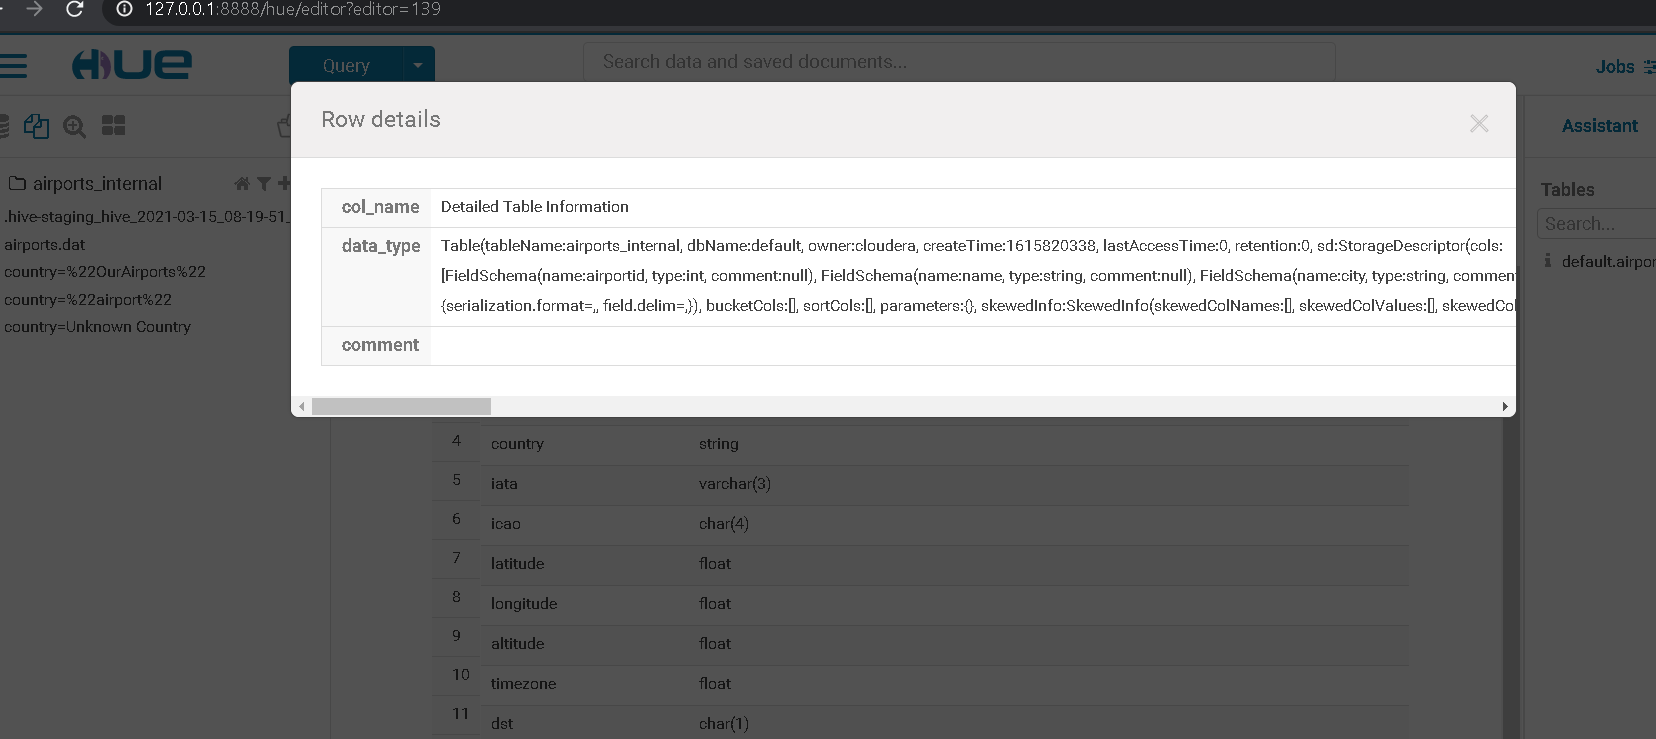 127.0.0.1:8888/hue/editor?editor=139
HUE
Query
Search data and saved documents...
Jobs
Row details
Assistant
airports_internal
.hive-staging_hive_2021-03-15_08-19-51_
airports.dat
country=%22OurAirports%22
country=%22airport%22
country=Unknown Country
col_name Detailed Table Information
data_type Table(tableName:airports_internal, dbName:default, owner:cloudera, createTime:1615820338, lastAccessTime:0, retention:0, sd:StorageDescriptor(cols:
[FieldSchema(name:airportid, type:int, comment:null), FieldSchema(name:name, type:string, comment:null), FieldSchema(name:city, type:string, comment
{serialization.format=,, field.delim=,}), bucketCols:[], sortCols:[], parameters:{}, skewedInfo:SkewedInfo(skewedColNames:[], skewedColValues:[], skewedCol
comment
Tables
Search...
default.airpor
4 country string
5 iata varchar(3)
6 icao char(4)
7 latitude float
8 longitude float
9 altitude float
10 timezone float
11 dst char(1)